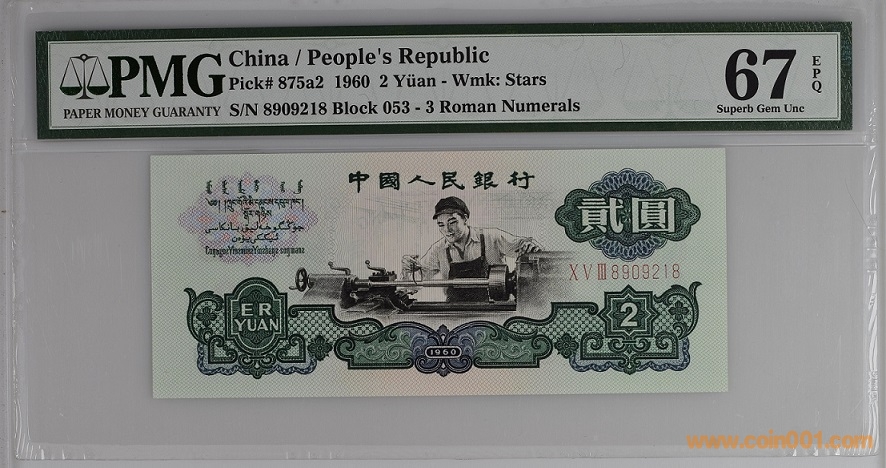 PMG
PAPER MONEY GUARANTY
China / People's Republic
Pick# 875a2 1960 2 Yüan - Wmk: Stars
S/N 8909218 Block 053 - 3 Roman Numerals
67
EPQ
Superb Gem Unc
中國人民銀行
貳圓
XVIII 8909218
ER
YUAN
1960
2
www.coin001.com